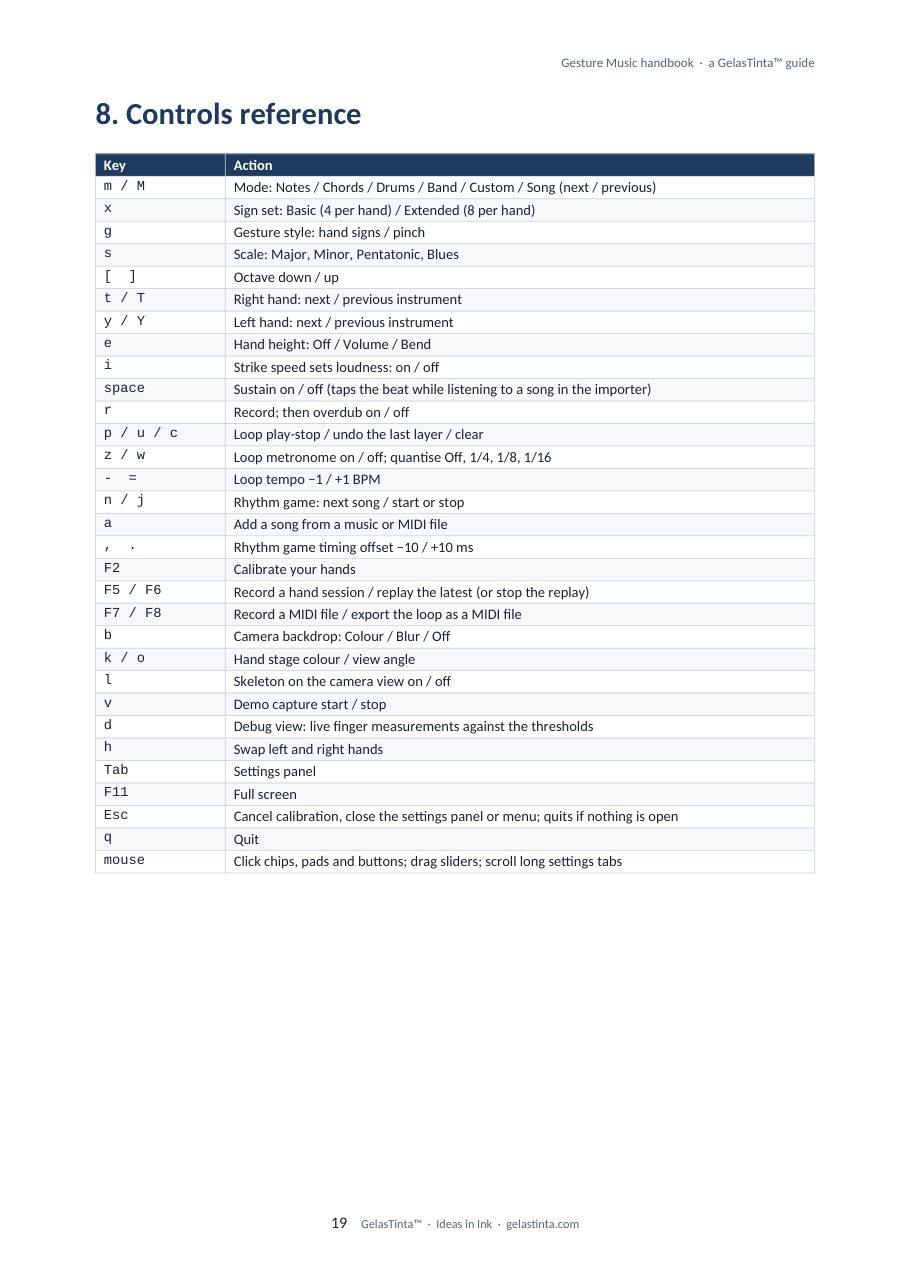 Gesture Music handbook · a GelasTinta™ guide
8. Controls reference
Key Action
m / M Mode: Notes / Chords / Drums / Band / Custom / Song (next / previous)
x Sign set: Basic (4 per hand) / Extended (8 per hand)
g Gesture style: hand signs / pinch
s Scale: Major, Minor, Pentatonic, Blues
[ ] Octave down / up
t / T Right hand: next / previous instrument
y / Y Left hand: next / previous instrument
e Hand height: Off / Volume / Bend
i Strike speed sets loudness: on / off
space Sustain on / off (taps the beat while listening to a song in the importer)
r Record; then overdub on / off
p / u / c Loop play-stop / undo the last layer / clear
z / w Loop metronome on / off; quantise Off, 1/4, 1/8, 1/16
- = Loop tempo −1 / +1 BPM
n / j Rhythm game: next song / start or stop
a Add a song from a music or MIDI file
, . Rhythm game timing offset −10 / +10 ms
F2 Calibrate your hands
F5 / F6 Record a hand session / replay the latest (or stop the replay)
F7 / F8 Record a MIDI file / export the loop as a MIDI file
b Camera backdrop: Colour / Blur / Off
k / o Hand stage colour / view angle
l Skeleton on the camera view on / off
v Demo capture start / stop
d Debug view: live finger measurements against the thresholds
h Swap left and right hands
Tab Settings panel
F11 Full screen
Esc Cancel calibration, close the settings panel or menu; quits if nothing is open
q Quit
mouse Click chips, pads and buttons; drag sliders; scroll long settings tabs
19 GelasTinta™ · Ideas in Ink · gelastinta.com